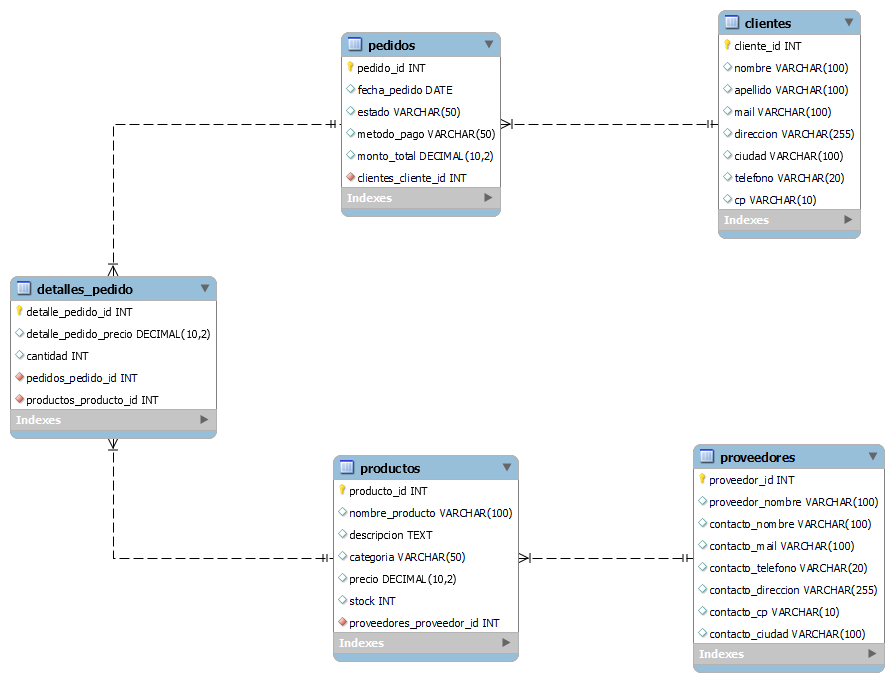 pedidos
pedido_id INT
fecha_pedido DATE
estado VARCHAR(50)
metodo_pago VARCHAR(50)
monto_total DECIMAL(10,2)
clientes_cliente_id INT
Indexes
clientes
cliente_id INT
nombre VARCHAR(100)
apellido VARCHAR(100)
mail VARCHAR(100)
direccion VARCHAR(255)
ciudad VARCHAR(100)
telefono VARCHAR(20)
cp VARCHAR(10)
Indexes
detalles_pedido
detalle_pedido_id INT
detalle_pedido_precio DECIMAL(10,2)
cantidad INT
pedidos_pedido_id INT
productos_producto_id INT
Indexes
productos
producto_id INT
nombre_producto VARCHAR(100)
descripcion TEXT
categoria VARCHAR(50)
precio DECIMAL(10,2)
stock INT
proveedores_proveedor_id INT
Indexes
proveedores
proveedor_id INT
proveedor_nombre VARCHAR(100)
contacto_nombre VARCHAR(100)
contacto_mail VARCHAR(100)
contacto_telefono VARCHAR(20)
contacto_direccion VARCHAR(255)
contacto_cp VARCHAR(10)
contacto_ciudad VARCHAR(100)
Indexes